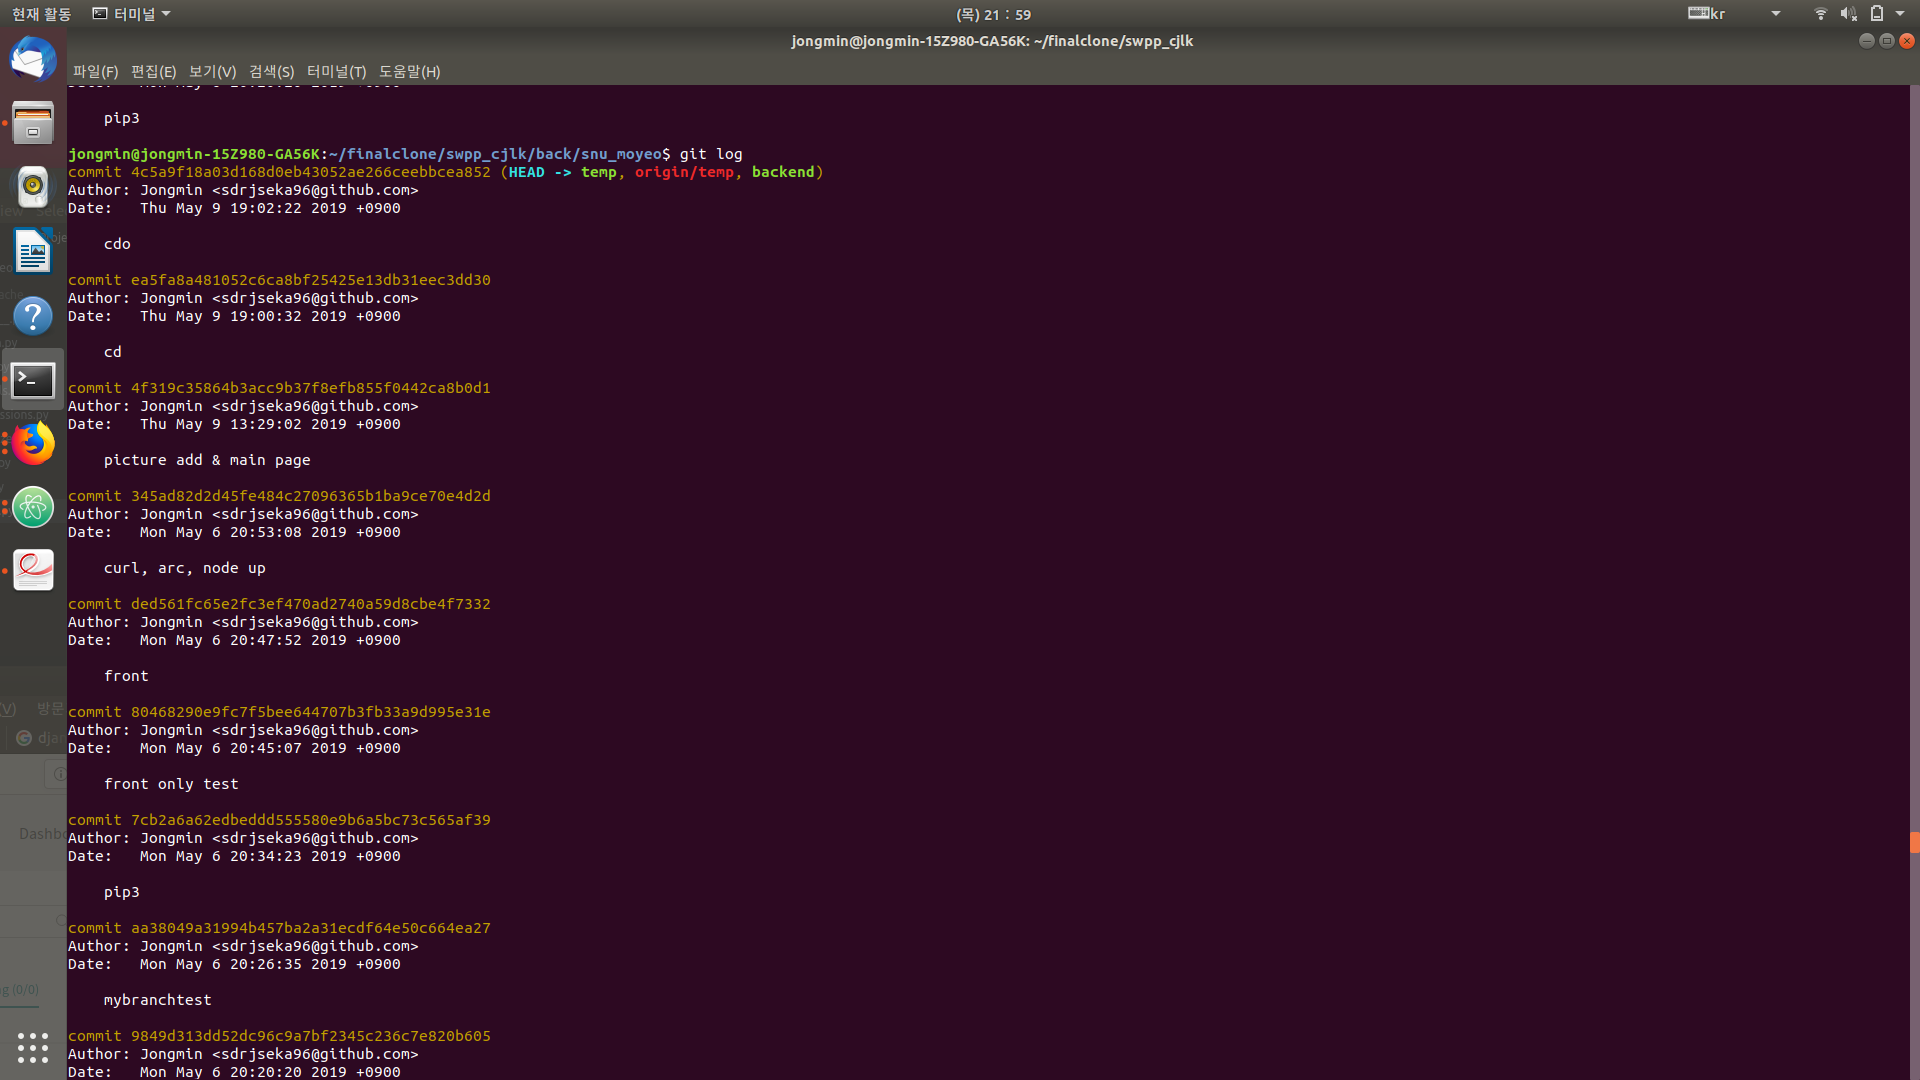 현재 활동 터미널 (목) 21 : 59 kr
jongmin@jongmin-15Z980-GA56K: ~/finalclone/swpp_cjlk
파일(F) 편집(E) 보기(V) 검색(S) 터미널(T) 도움말(H)
pip3
jongmin@jongmin-15Z980-GA56K:~/finalclone/swpp_cjlk/back/snu_moyeo$ git log
commit 4c5a9f18a03d168d0eb43052ae266ceebbcea852 (HEAD -> temp, origin/temp, backend)
Author: Jongmin <sdrjseka96@github.com>
Date:   Thu May 9 19:02:22 2019 +0900
cdo
commit ea5fa8a481052c6ca8bf25425e13db31eec3dd30
Author: Jongmin <sdrjseka96@github.com>
Date:   Thu May 9 19:00:32 2019 +0900
cd
commit 4f319c35864b3acc9b37f8efb855f0442ca8b0d1
Author: Jongmin <sdrjseka96@github.com>
Date:   Thu May 9 13:29:02 2019 +0900
picture add & main page
commit 345ad82d2d45fe484c27096365b1ba9ce70e4d2d
Author: Jongmin <sdrjseka96@github.com>
Date:   Mon May 6 20:53:08 2019 +0900
curl, arc, node up
commit ded561fc65e2fc3ef470ad2740a59d8cbe4f7332
Author: Jongmin <sdrjseka96@github.com>
Date:   Mon May 6 20:47:52 2019 +0900
front
commit 80468290e9fc7f5bee644707b3fb33a9d995e31e
Author: Jongmin <sdrjseka96@github.com>
Date:   Mon May 6 20:45:07 2019 +0900
front only test
commit 7cb2a6a62edbeddd555580e9b6a5bc73c565af39
Author: Jongmin <sdrjseka96@github.com>
Date:   Mon May 6 20:34:23 2019 +0900
pip3
commit aa38049a31994b457ba2a31ecdf64e50c664ea27
Author: Jongmin <sdrjseka96@github.com>
Date:   Mon May 6 20:26:35 2019 +0900
mybranchtest
commit 9849d313dd52dc96c9a7bf2345c236c7e820b605
Author: Jongmin <sdrjseka96@github.com>
Date:   Mon May 6 20:20:20 2019 +0900